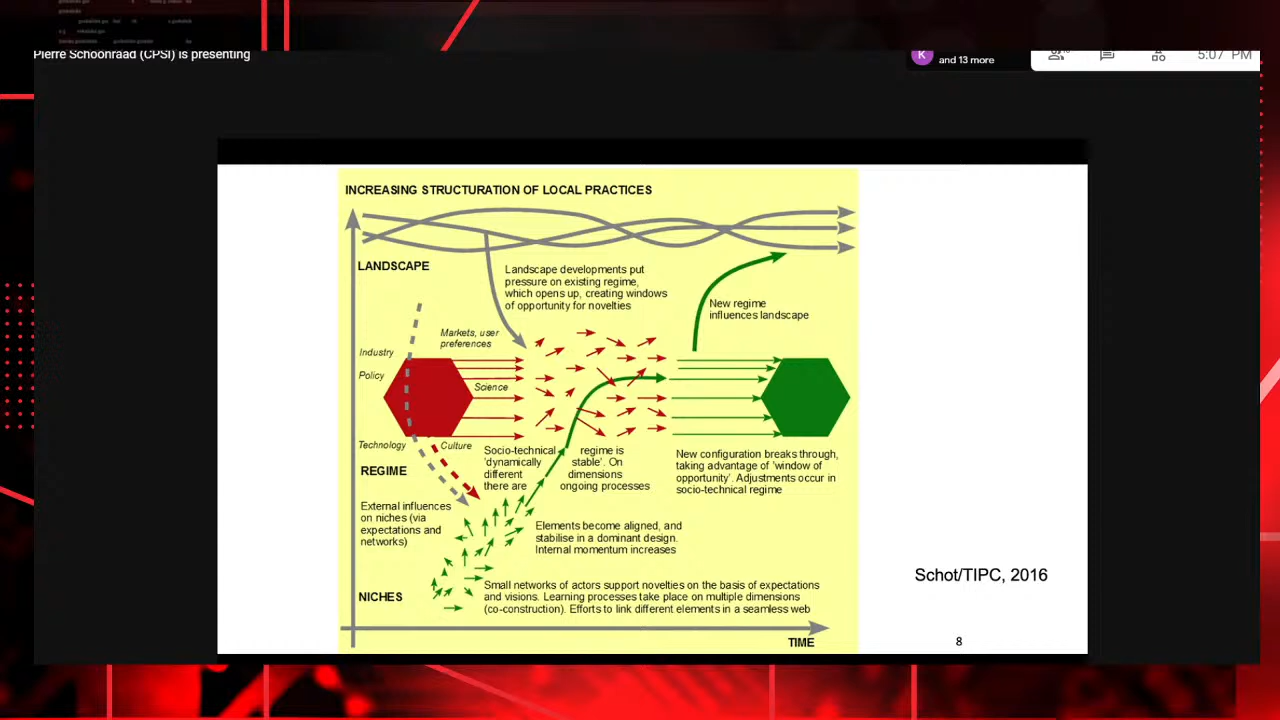 Pierre Schoonraad (CPSI) is presenting
K
and 13 more
5:07 PM
INCREASING STRUCTURATION OF LOCAL PRACTICES
LANDSCAPE
Landscape developments put
pressure on existing regime,
which opens up, creating windows
of opportunity for novelties
New regime
influences landscape
Markets, user
preferences
Industry
Policy
Science
Technology
Culture
REGIME
Socio-technical regime is
'dynamically stable'. On
different dimensions
there are ongoing processes
New configuration breaks through,
taking advantage of 'window of
opportunity'. Adjustments occur in
socio-technical regime
External influences
on niches (via
expectations and
networks)
Elements become aligned, and
stabilise in a dominant design.
Internal momentum increases
Schot/TIPC, 2016
NICHES
Small networks of actors support novelties on the basis of expectations
and visions. Learning processes take place on multiple dimensions
(co-construction). Efforts to link different elements in a seamless web
TIME
8